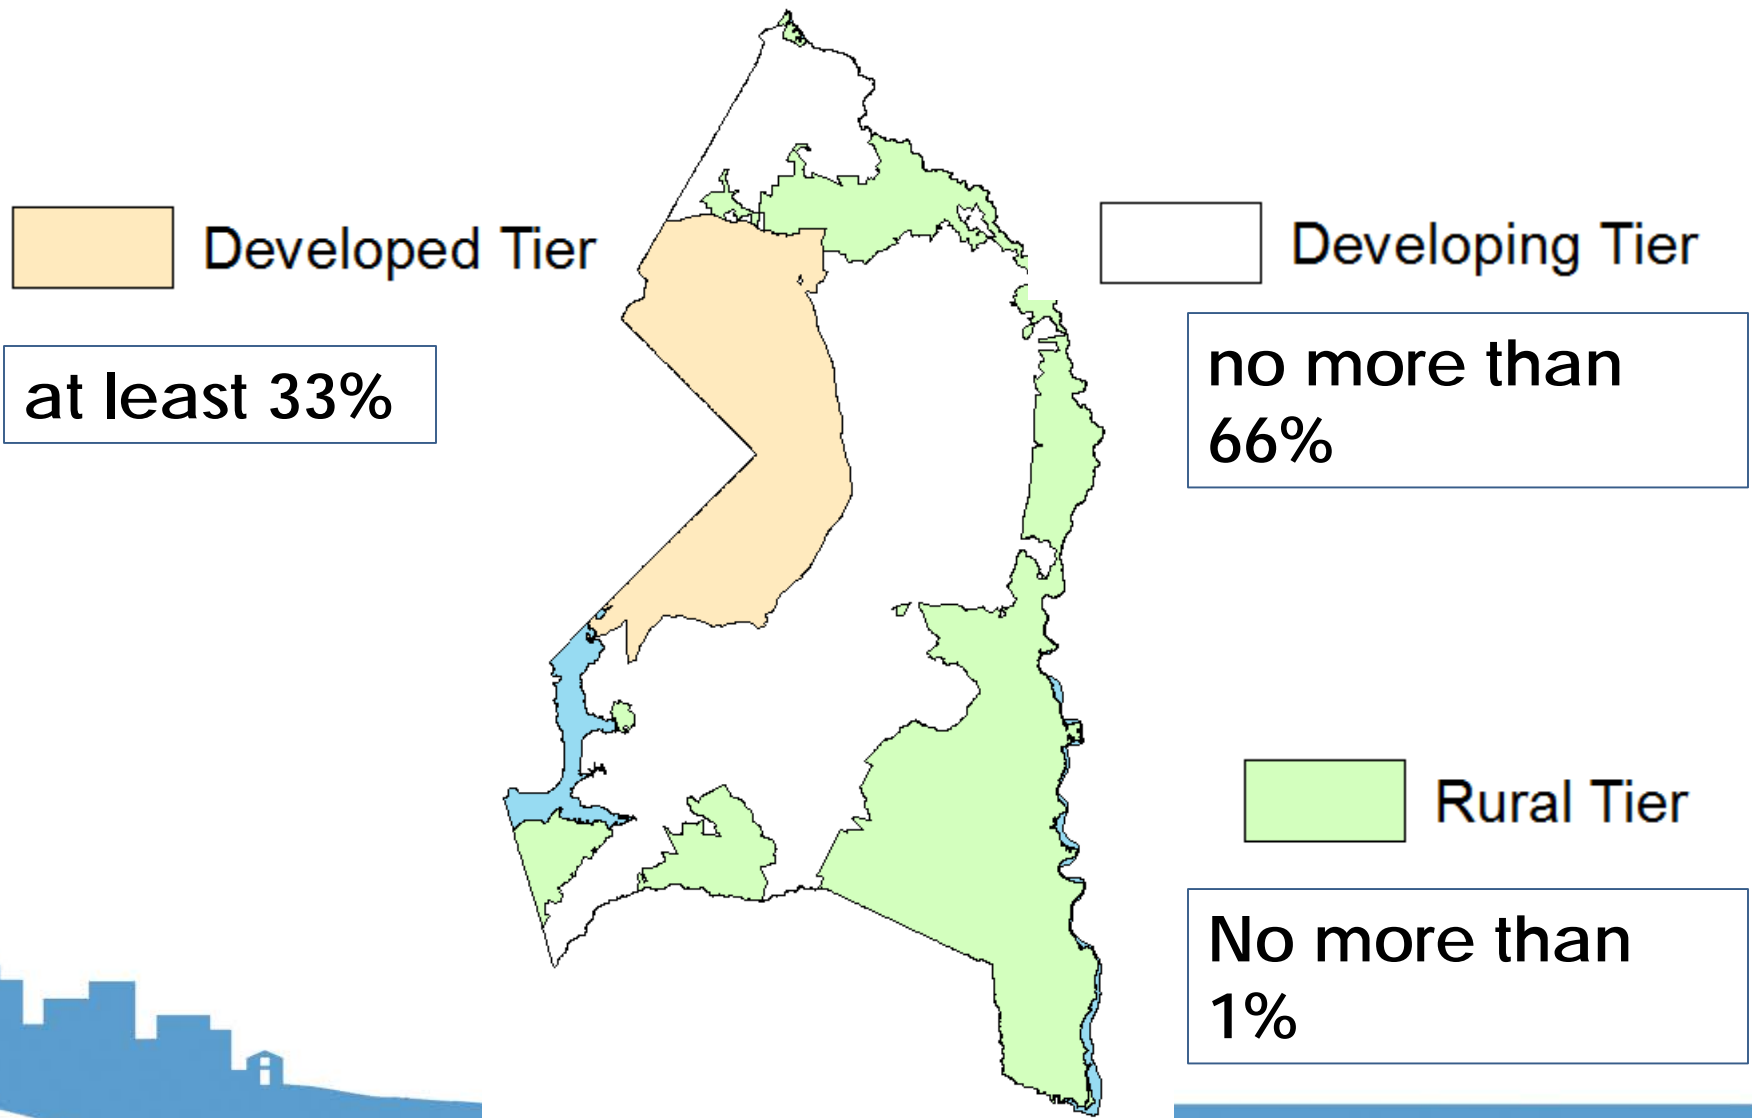 Developed Tier
at least 33%
Developing Tier
no more than
66%
Rural Tier
No more than
1%